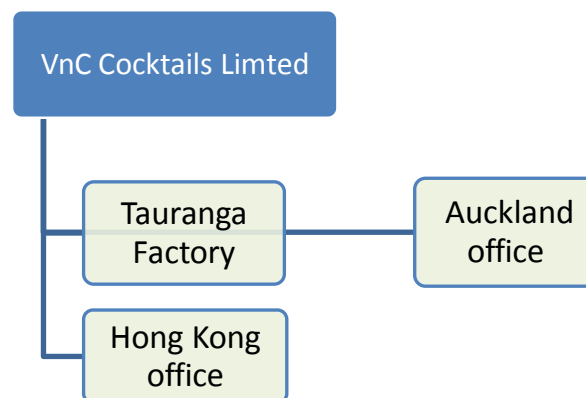 VnC Cocktails Limted
Tauranga
Factory
Auckland
office
Hong Kong
office